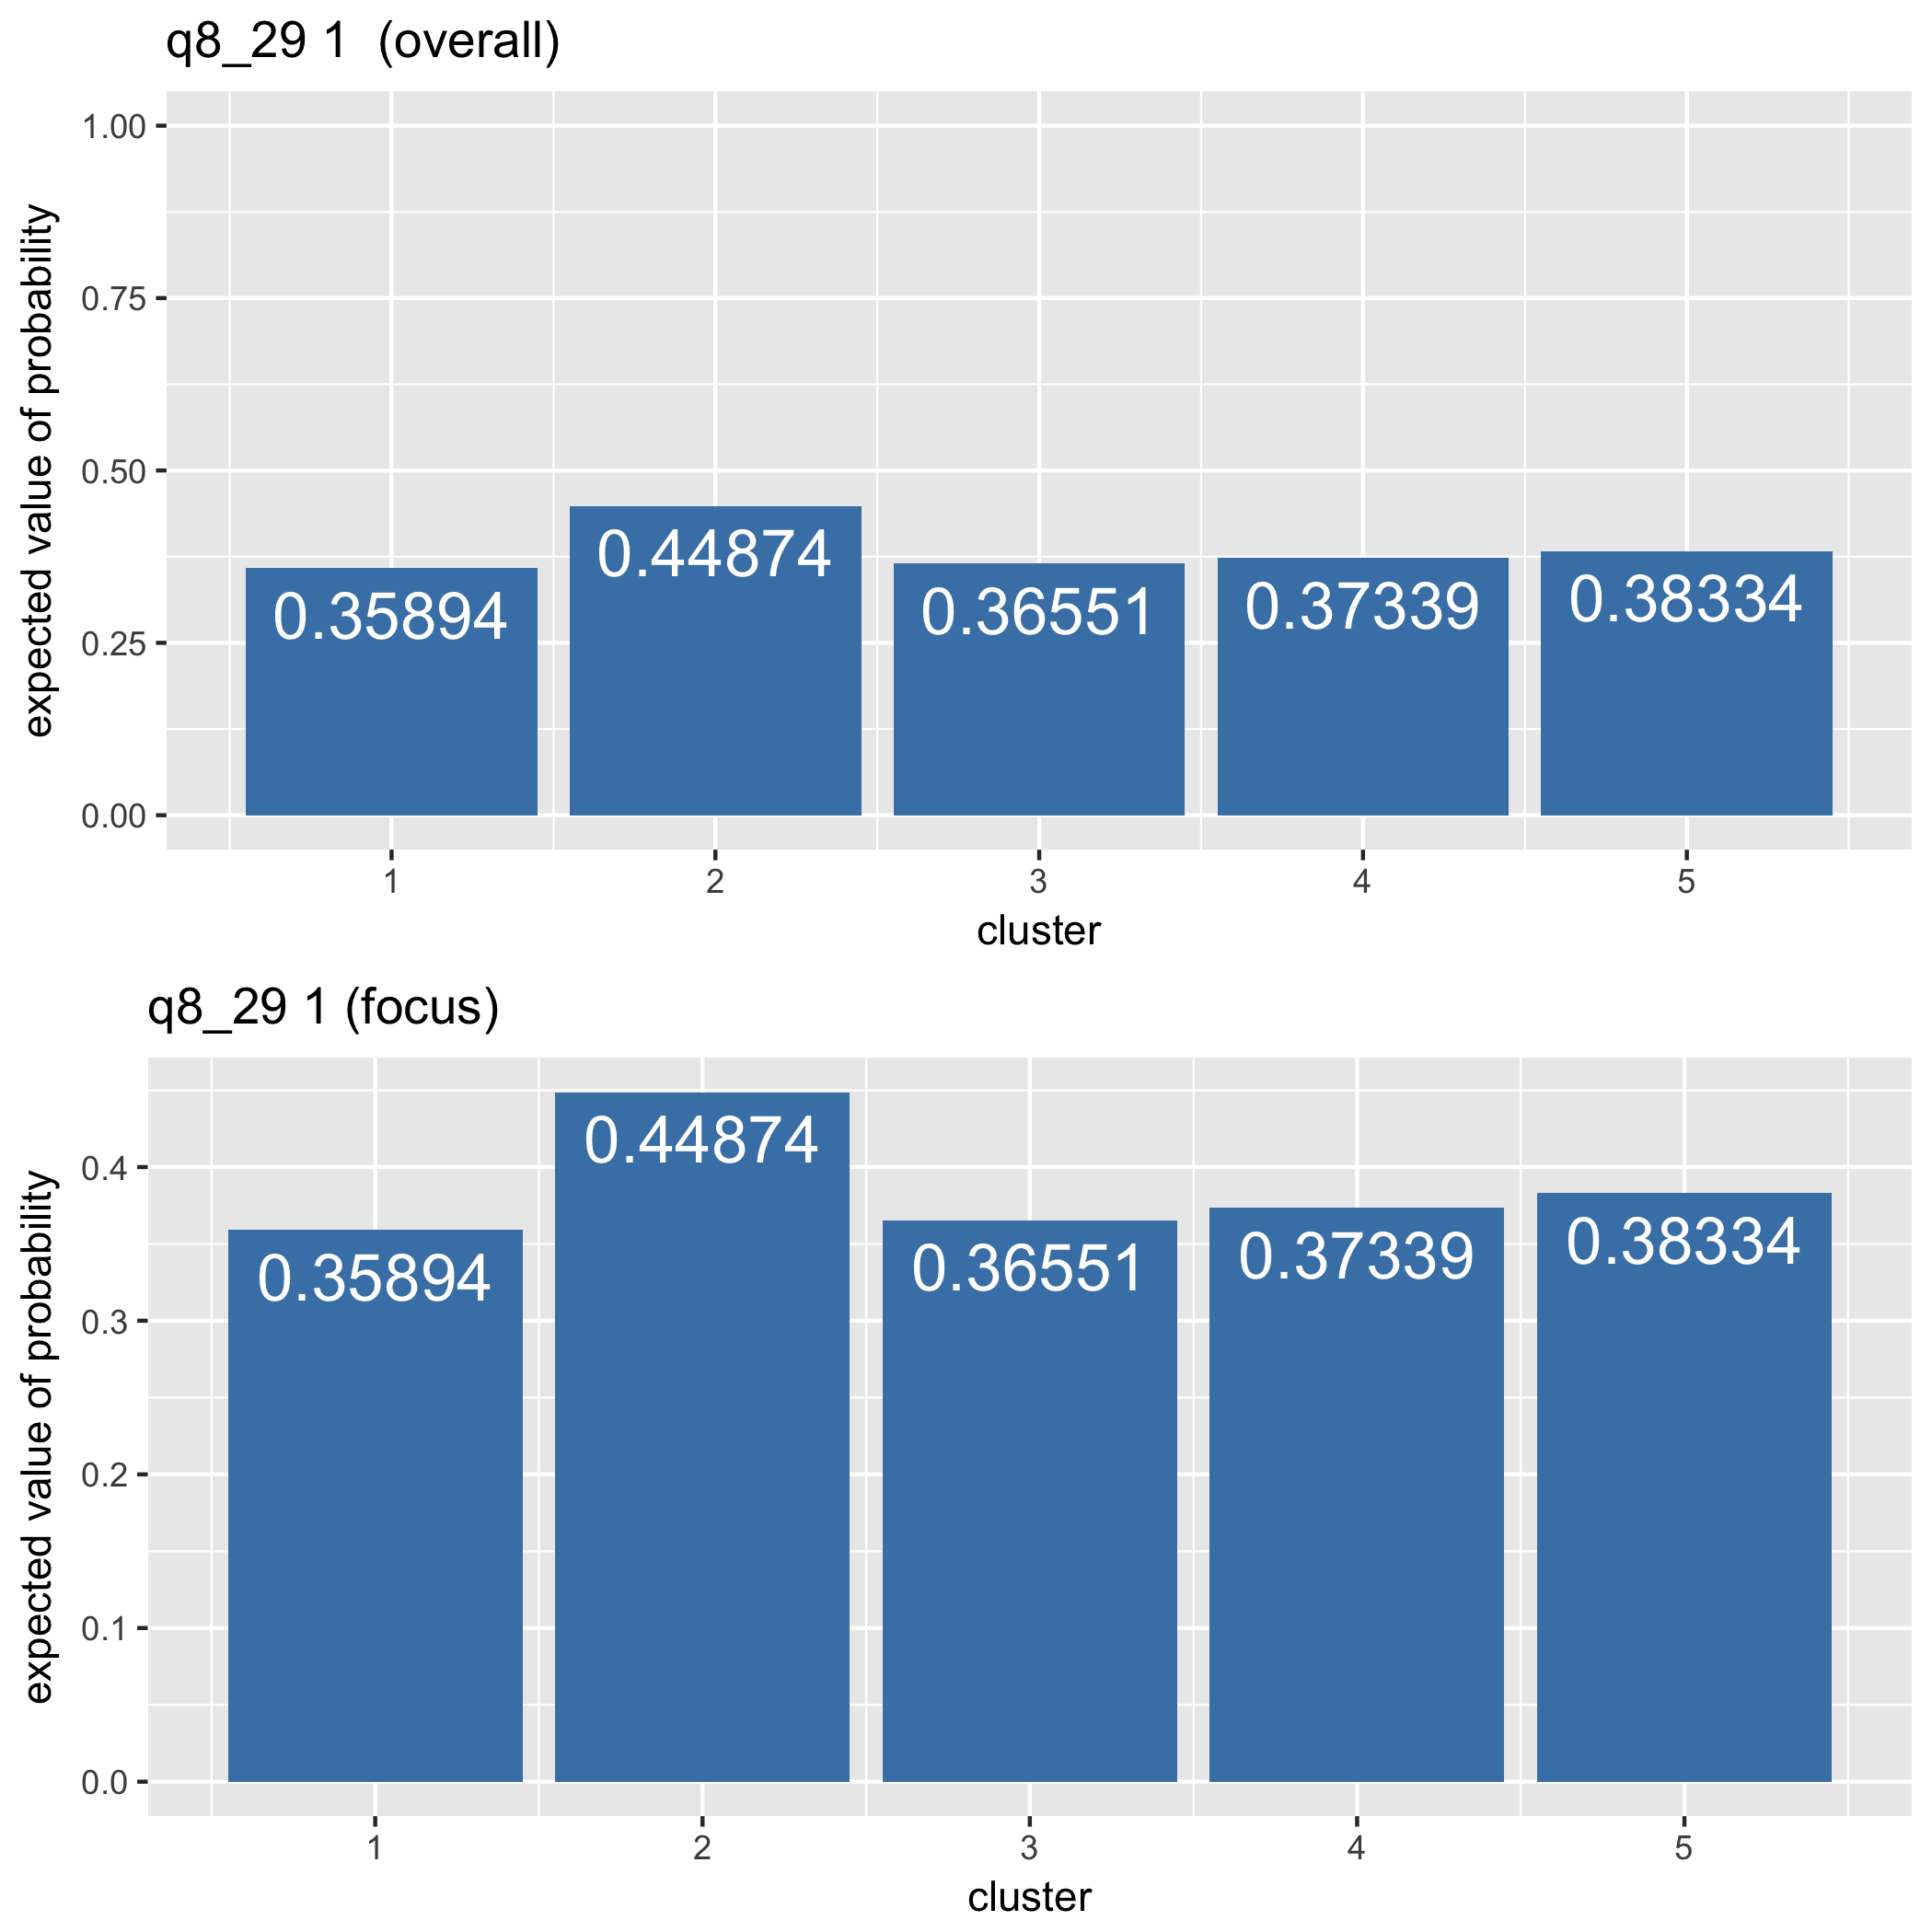 q8_29 1  (overall)
expected value of probability
1.00
0.75
0.50
0.25
0.00
0.35894
0.44874
0.36551
0.37339
0.38334
1 2 3 4 5
cluster
q8_29 1 (focus)
expected value of probability
0.4
0.3
0.2
0.1
0.0
0.35894
0.44874
0.36551
0.37339
0.38334
1 2 3 4 5
cluster